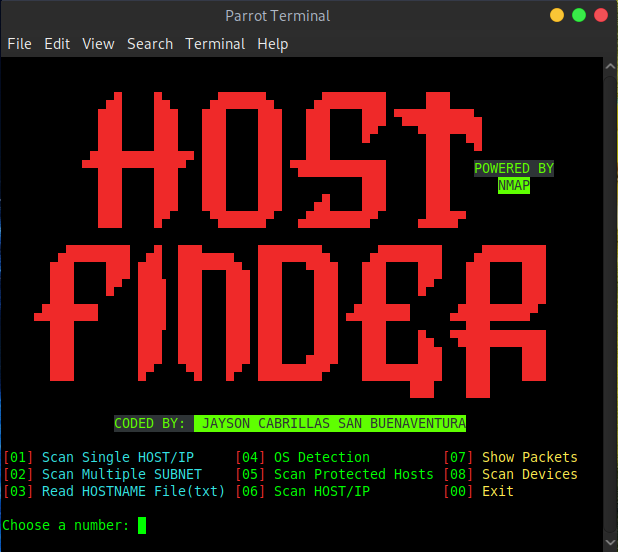 Parrot Terminal
File Edit View Search Terminal Help
HOST
POWERED BY
NMAP
FINDER
CODED BY: JAYSON CABRILLAS SAN BUENAVENTURA
[01] Scan Single HOST/IP [04] OS Detection [07] Show Packets
[02] Scan Multiple SUBNET [05] Scan Protected Hosts [08] Scan Devices
[03] Read HOSTNAME File(txt) [06] Scan HOST/IP [00] Exit
Choose a number: